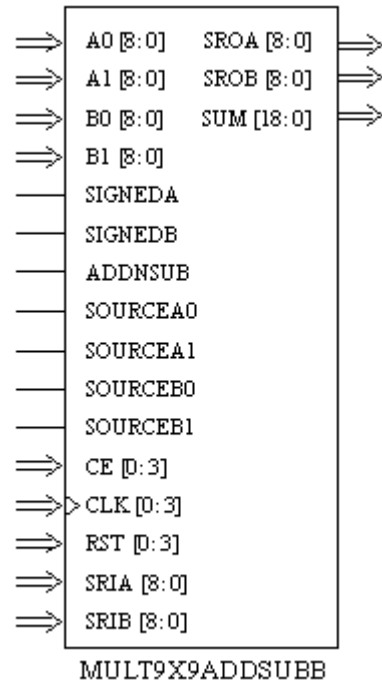 A0 [8:0] SROA [8:0]
A1 [8:0] SROB [8:0]
B0 [8:0] SUM [18:0]
B1 [8:0]
SIGNEDA
SIGNEDB
ADDNSUB
SOURCEA0
SOURCEA1
SOURCEB0
SOURCEB1
CE [0:3]
CLK [0:3]
RST [0:3]
SRIA [8:0]
SRIB [8:0]
MULT9X9ADDSUBB